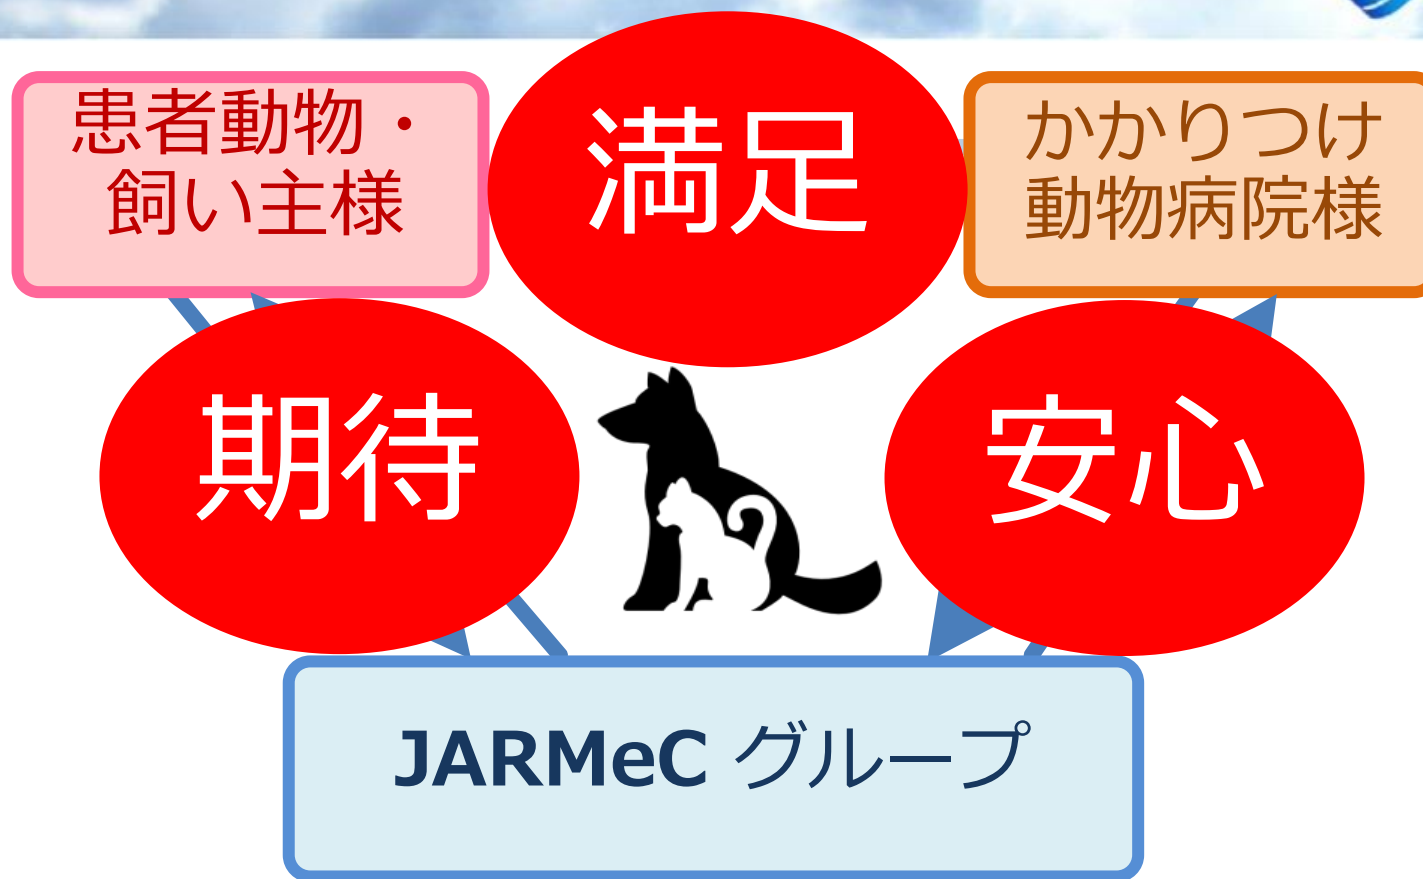 患者動物・
飼い主様
満足
かかりつけ
動物病院様
期待
安心
JARMeC グループ